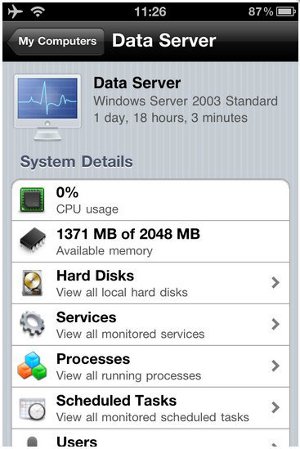 11:26
87%
My Computers
Data Server
Data Server
Windows Server 2003 Standard
1 day, 18 hours, 3 minutes
System Details
0%
CPU usage
1371 MB of 2048 MB
Available memory
Hard Disks
View all local hard disks
Services
View all monitored services
Processes
View all running processes
Scheduled Tasks
View all monitored scheduled tasks
Users